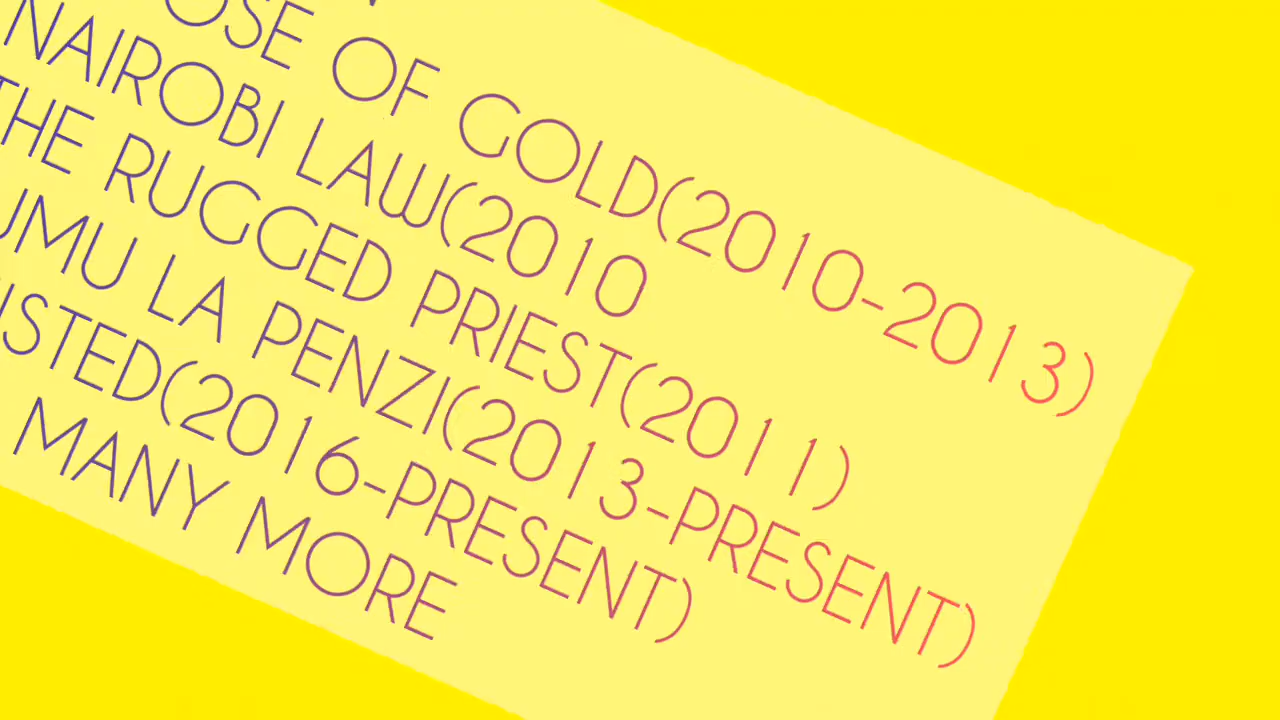 OSE OF GOLD(2010-2013)
NAIROBI LAW(2010
THE RUGGED PRIEST(2011)
UMU LA PENZI(2013-PRESENT)
ISTED(2016-PRESENT)
MANY MORE